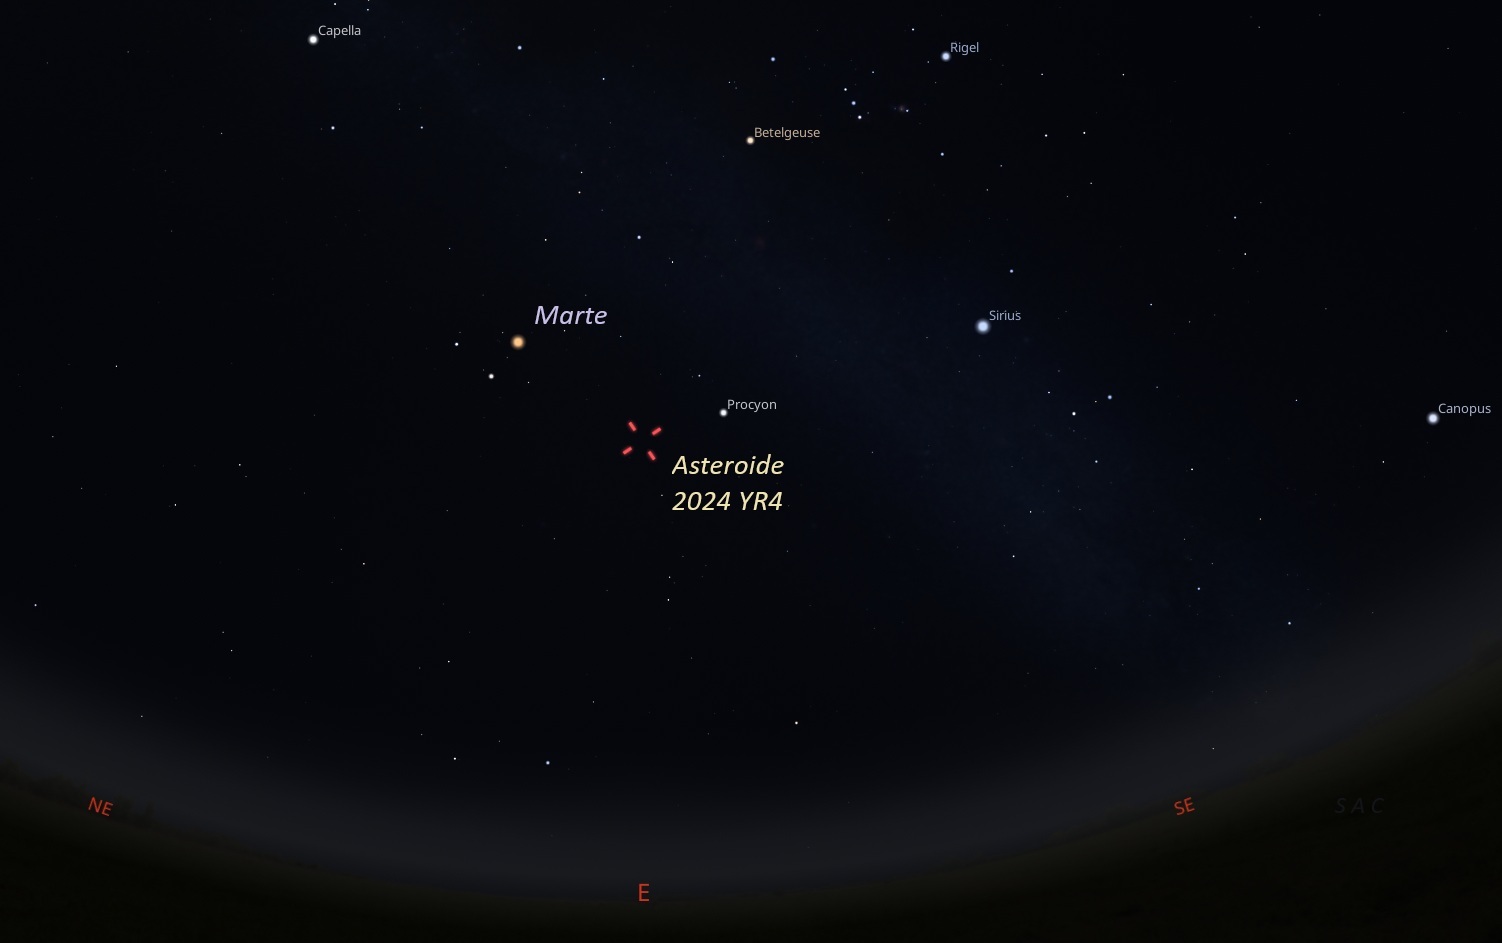 Capella
Rigel
Betelgeuse
Marte
Sirius
Procyon
Canopus
Asteroide
2024 YR4
NE
SE
SAC
E